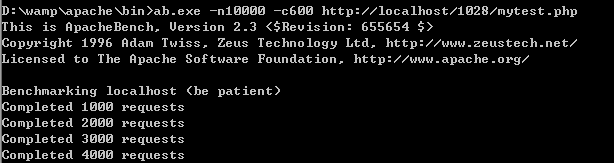 D:\wamp\apache\bin>ab.exe -n10000 -c600 http://localhost/1028/mytest.php
This is ApacheBench, Version 2.3 <$Revision: 655654 $>
Copyright 1996 Adam Twiss, Zeus Technology Ltd, http://www.zeustech.net/
Licensed to The Apache Software Foundation, http://www.apache.org/
Benchmarking localhost (be patient)
Completed 1000 requests
Completed 2000 requests
Completed 3000 requests
Completed 4000 requests